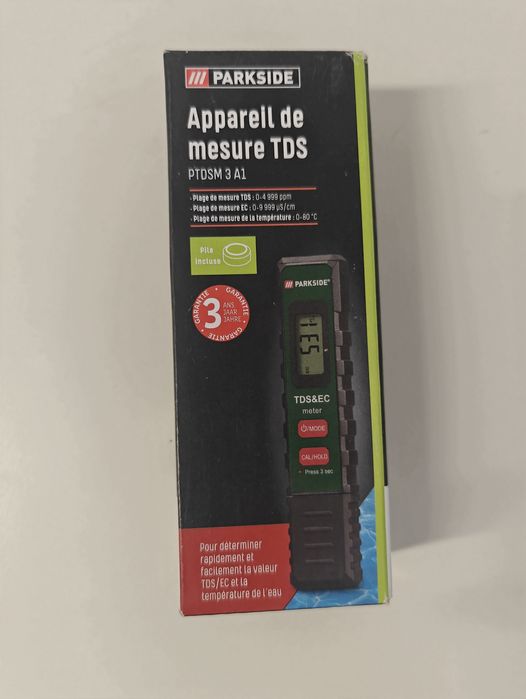 PARKSIDE
Appareil de
mesure TDS
PTDSM 3 A1
• Plage de mesure TDS : 0-4 999 ppm
• Plage de mesure EC : 0-9 999 µS/cm
• Plage de mesure de la température : 0-80 °C
Pile
incluse
GARANTIE • GARANTIE • GARANTIE
3 ANS
JAAR
JAHRE
PARKSIDE®
TDS&EC
meter
⏻/MODE
CAL/HOLD
Press 3 sec
Pour déterminer
rapidement et
facilement la valeur
TDS/EC et la
température de l'eau